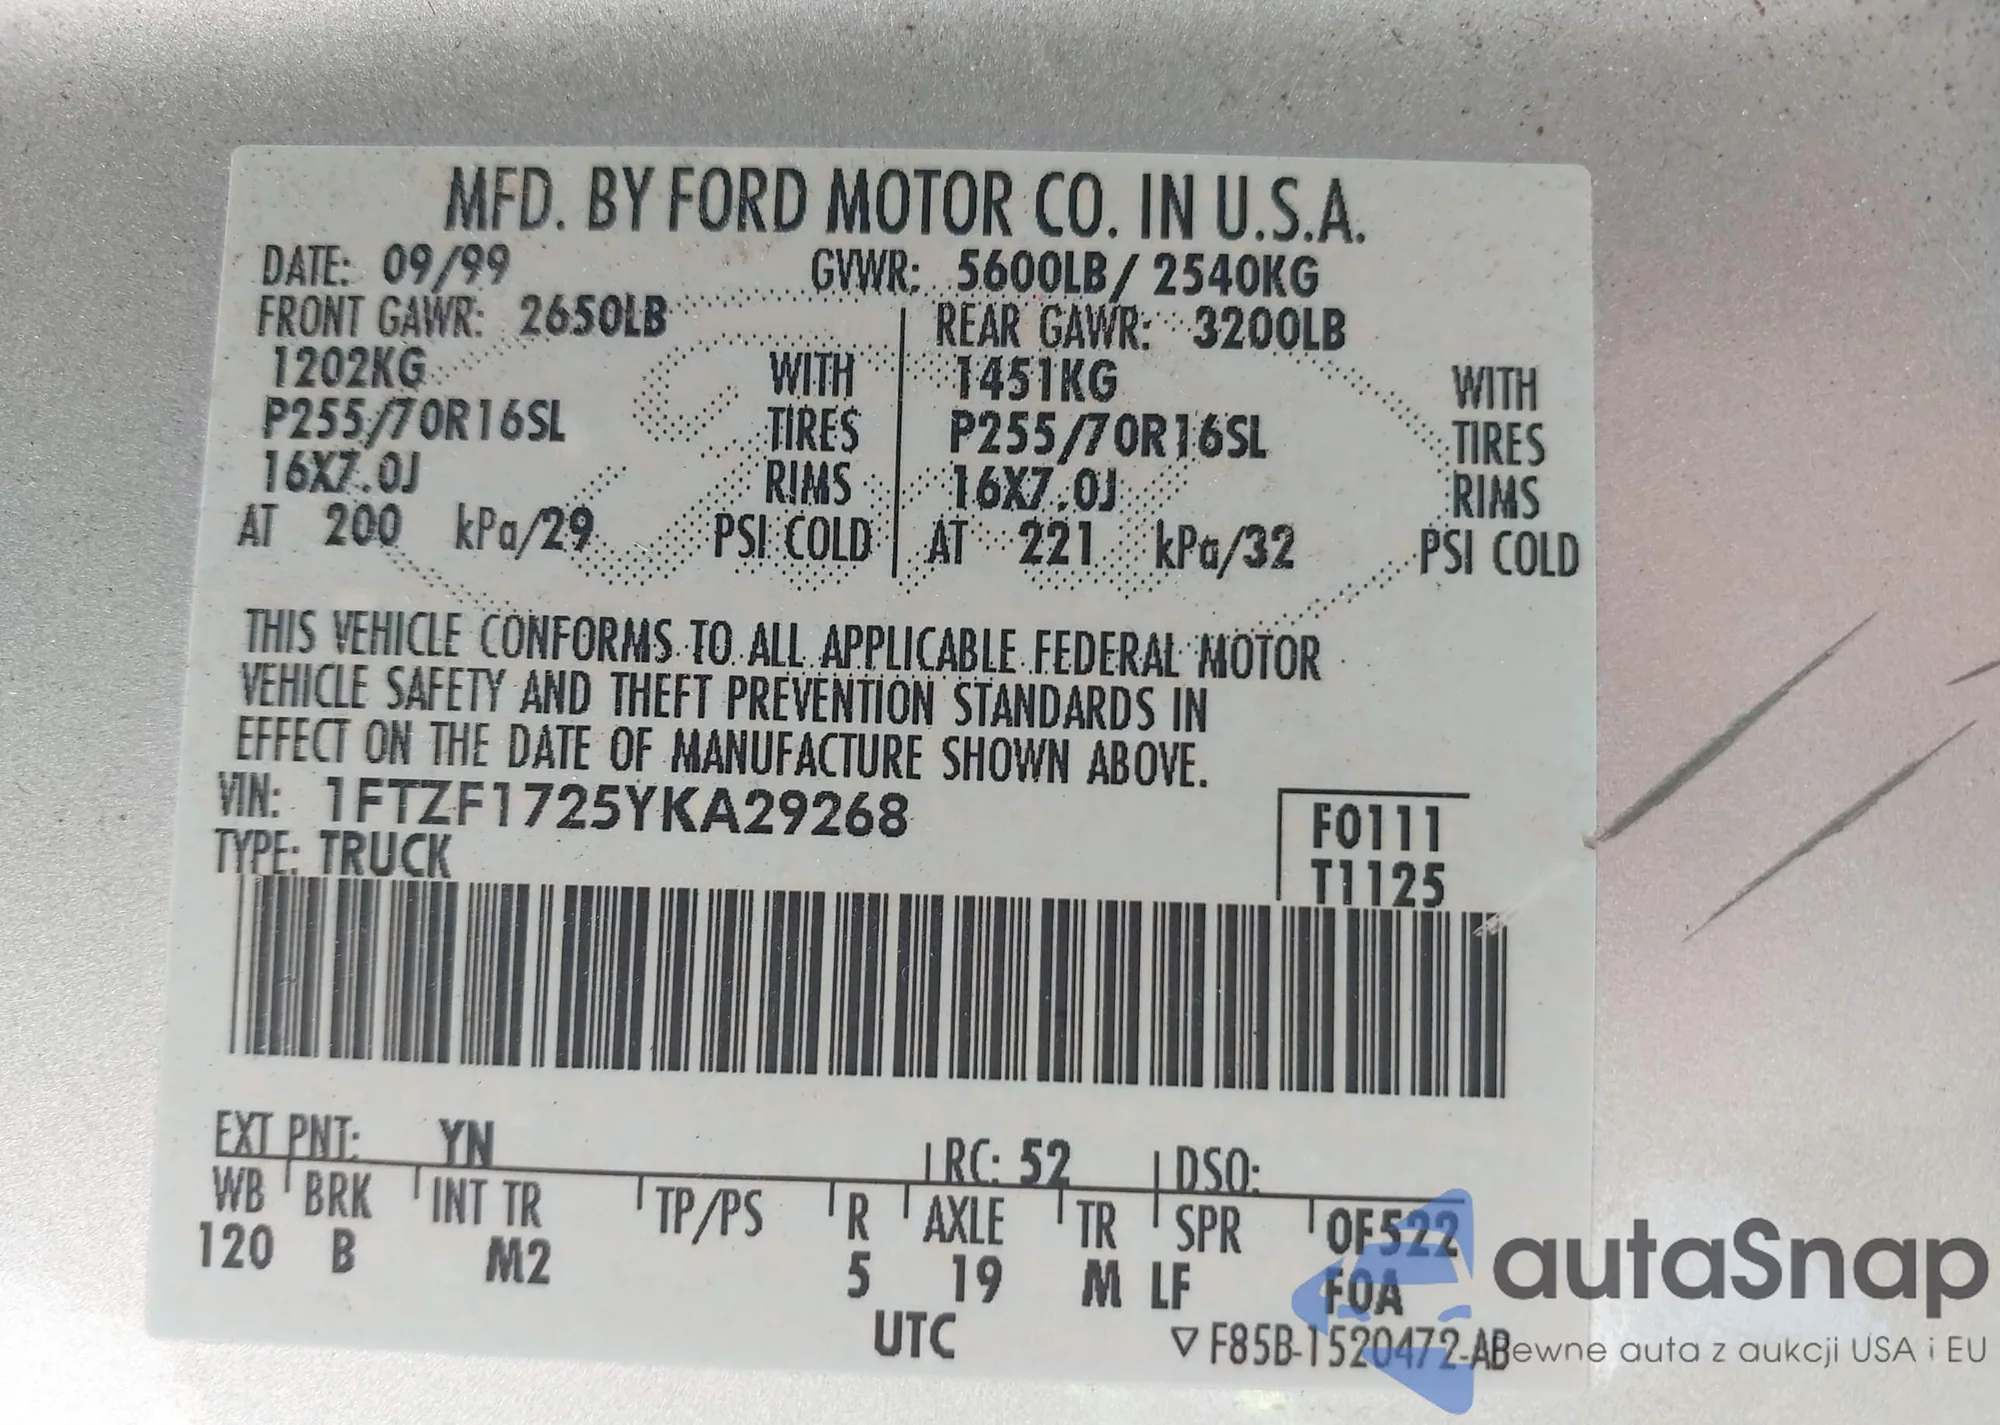 MFD. BY FORD MOTOR CO. IN U.S.A.
DATE: 09/99 GVWR: 5600LB/ 2540KG
FRONT GAWR: 2650LB REAR GAWR: 3200LB
1202KG WITH 1451KG WITH
P255/70R16SL TIRES P255/70R16SL TIRES
16X7.0J RIMS 16X7.0J RIMS
AT 200 kPa/29 PSI COLD AT 221 kPa/32 PSI COLD
THIS VEHICLE CONFORMS TO ALL APPLICABLE FEDERAL MOTOR
VEHICLE SAFETY AND THEFT PREVENTION STANDARDS IN
EFFECT ON THE DATE OF MANUFACTURE SHOWN ABOVE.
VIN: 1FTZF1725YKA29268
TYPE: TRUCK
F0111
T1125
EXT PNT: YN RC: 52 DSO:
WB BRK INT TR TP/PS R AXLE TR SPR 0F522
120 B M2 5 19 M LF F0A
UTC ▽F85B-1520472-AB
autaSnap
Pewne auta z aukcji USA i EU